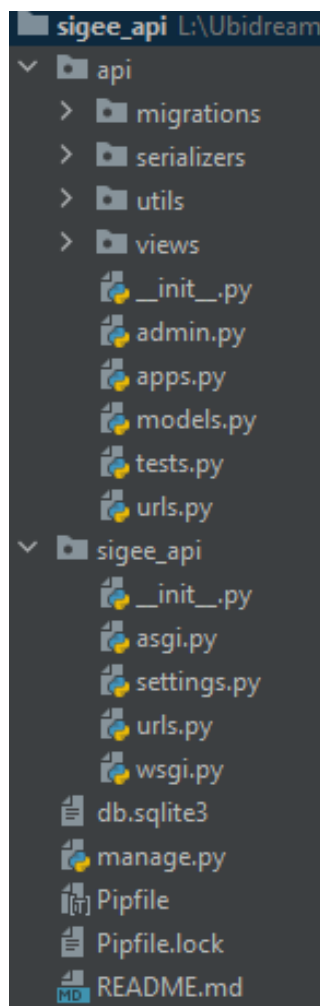 sigee_api L:\Ubidream
api
migrations
serializers
utils
views
__init__.py
admin.py
apps.py
models.py
tests.py
urls.py
sigee_api
__init__.py
asgi.py
settings.py
urls.py
wsgi.py
db.sqlite3
manage.py
Pipfile
Pipfile.lock
MD README.md